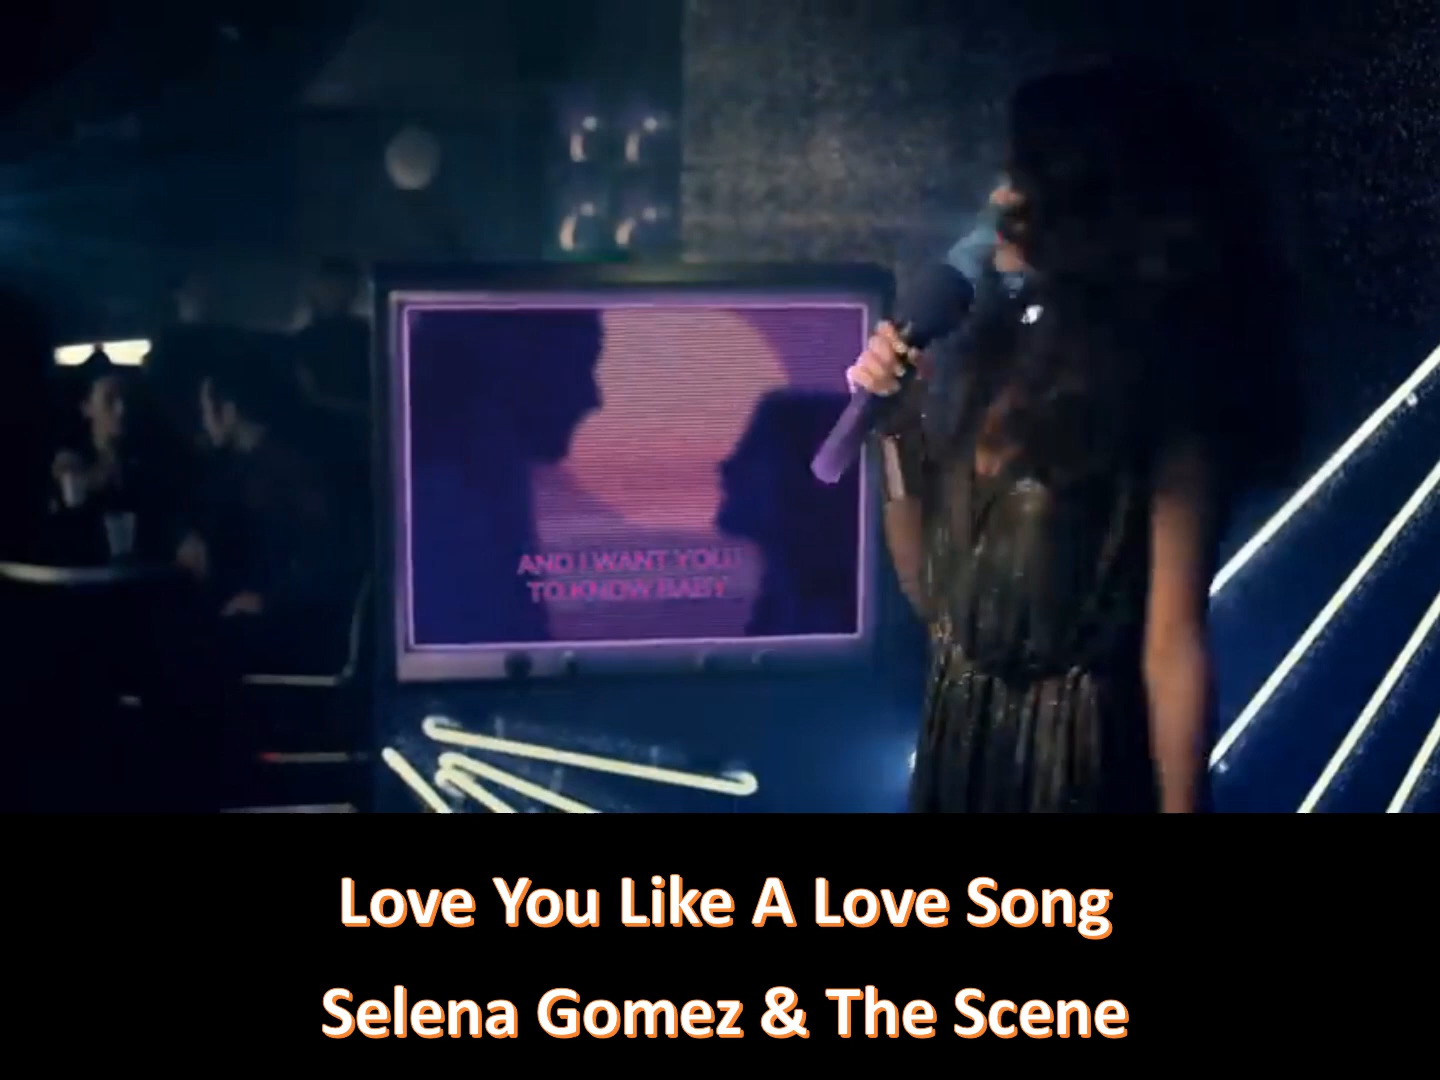 AND I WANT YOU
TO KNOW BABY
Love You Like A Love Song
Selena Gomez & The Scene